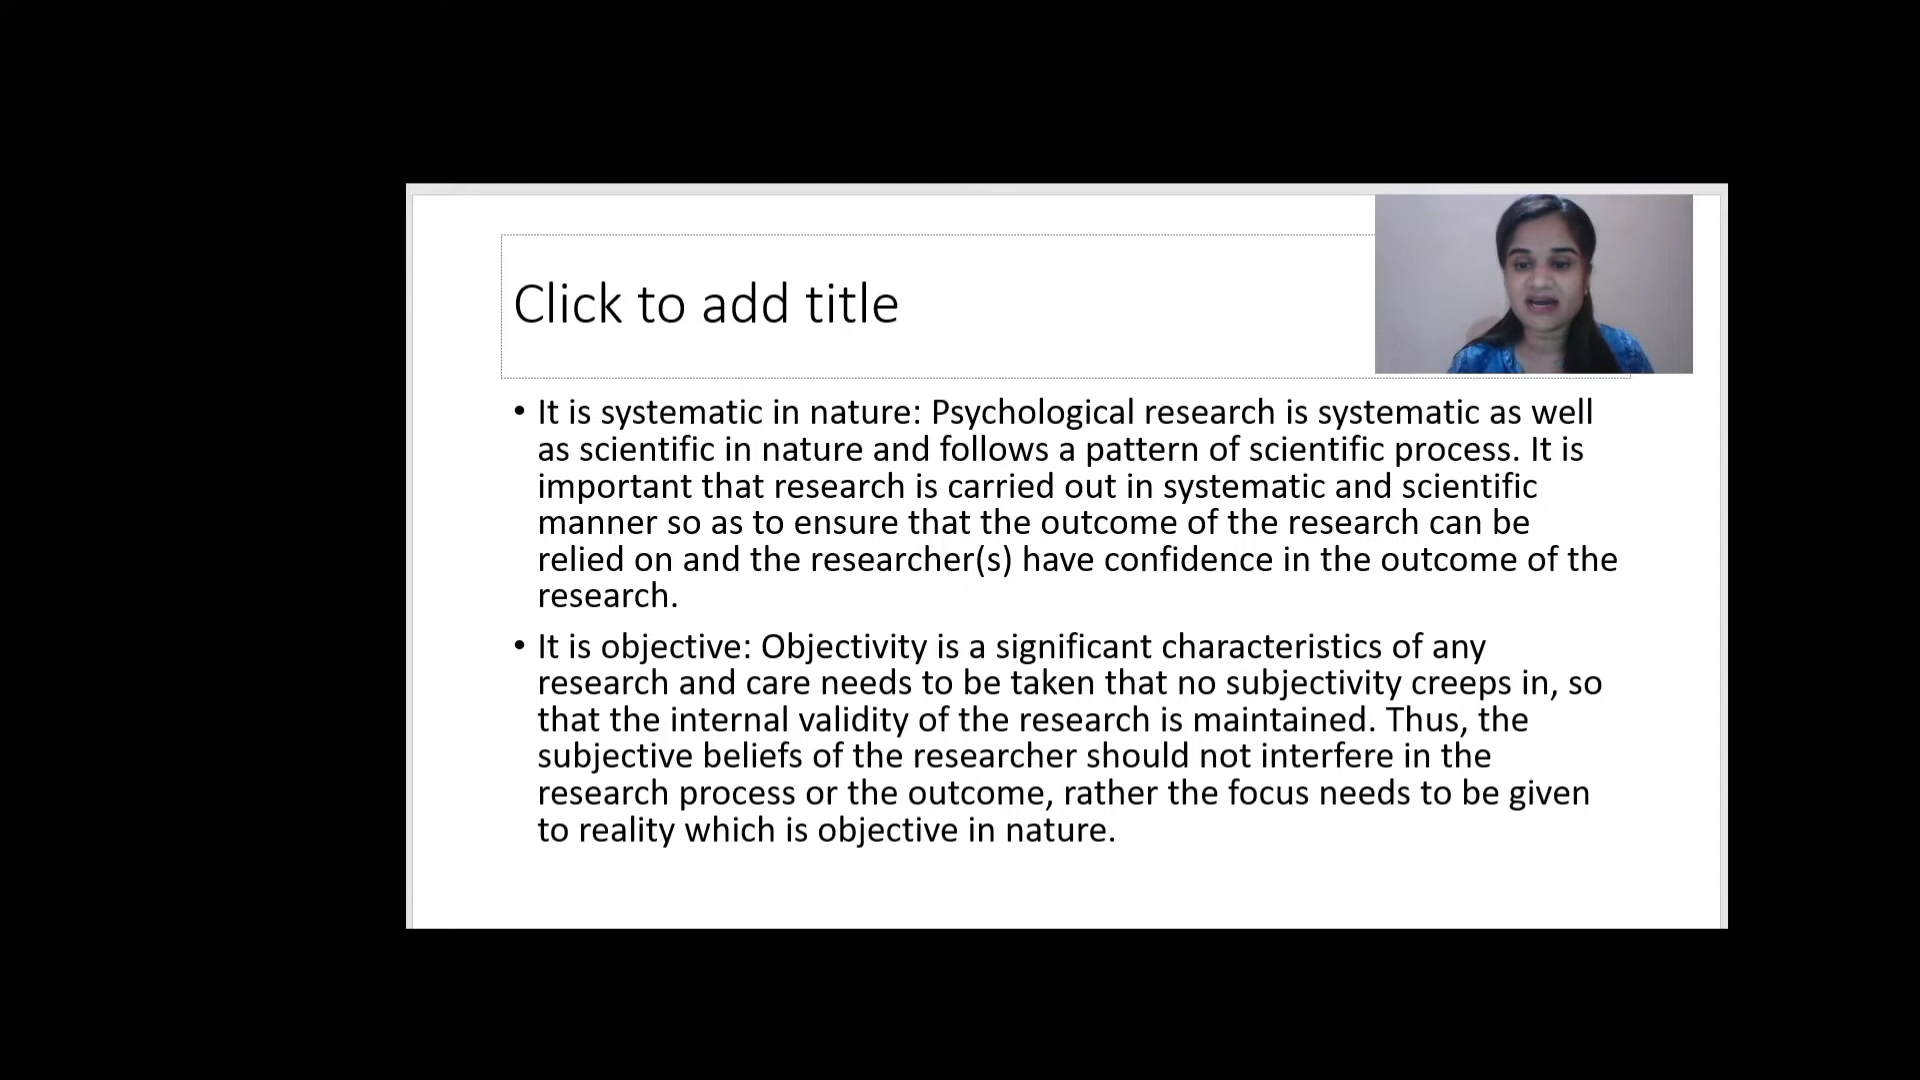 Click to add title
• It is systematic in nature: Psychological research is systematic as well
as scientific in nature and follows a pattern of scientific process. It is
important that research is carried out in systematic and scientific
manner so as to ensure that the outcome of the research can be
relied on and the researcher(s) have confidence in the outcome of the
research.
• It is objective: Objectivity is a significant characteristics of any
research and care needs to be taken that no subjectivity creeps in, so
that the internal validity of the research is maintained. Thus, the
subjective beliefs of the researcher should not interfere in the
research process or the outcome, rather the focus needs to be given
to reality which is objective in nature.